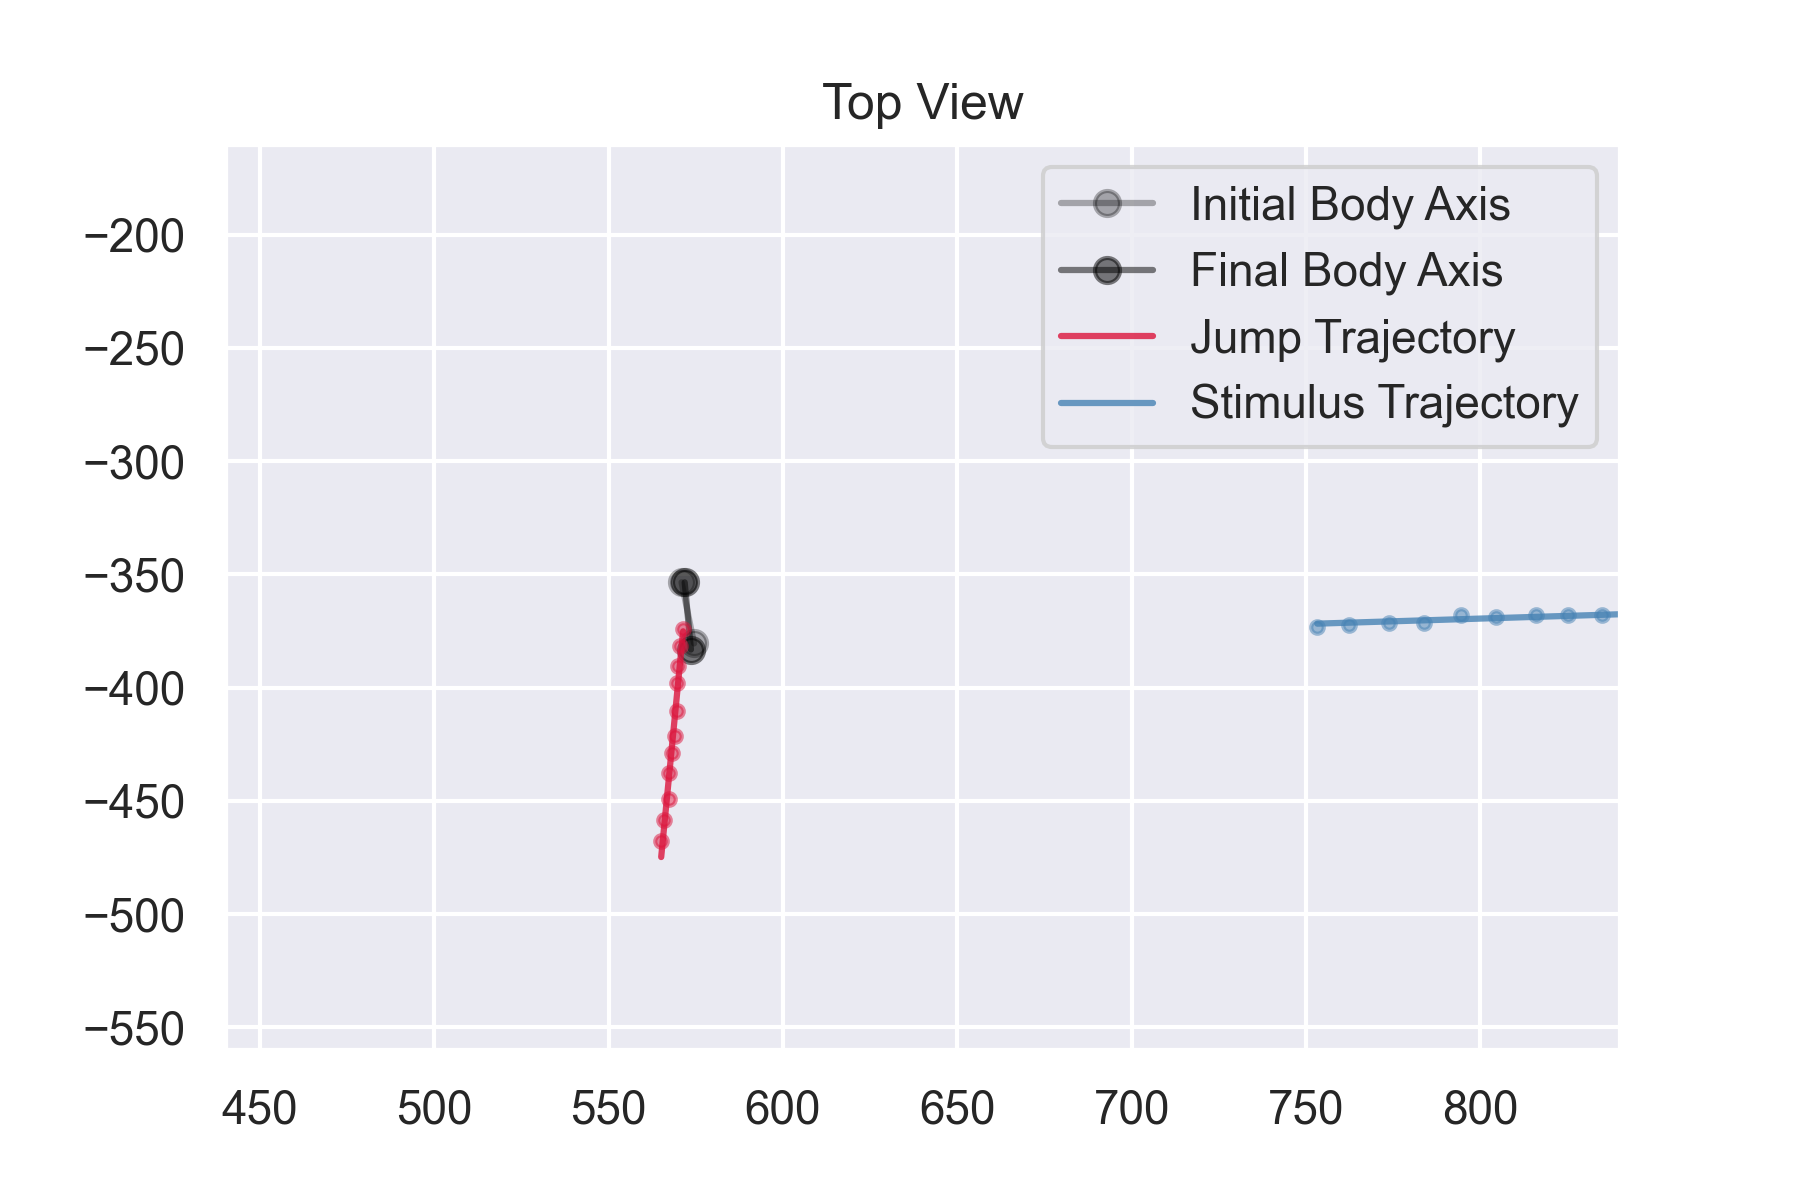 Top View
Initial Body Axis
Final Body Axis
Jump Trajectory
Stimulus Trajectory
−200
−250
−300
−350
−400
−450
−500
−550
450 500 550 600 650 700 750 800